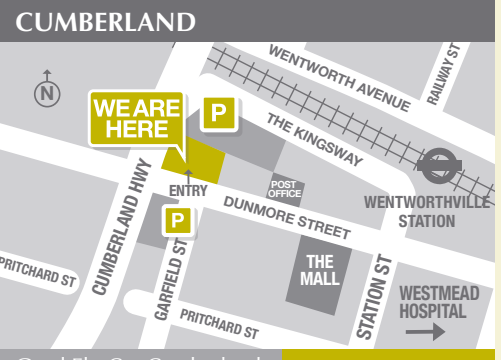 CUMBERLAND
WENTWORTH AVENUE
RAILWAY ST
N
WE ARE
HERE
P
THE KINGSWAY
CUMBERLAND HWY
ENTRY
POST
OFFICE
WENTWORTHVILLE
STATION
P
DUNMORE STREET
GARFIELD ST
THE
MALL
STATION ST
WESTMEAD
HOSPITAL
PRITCHARD ST
PRITCHARD ST